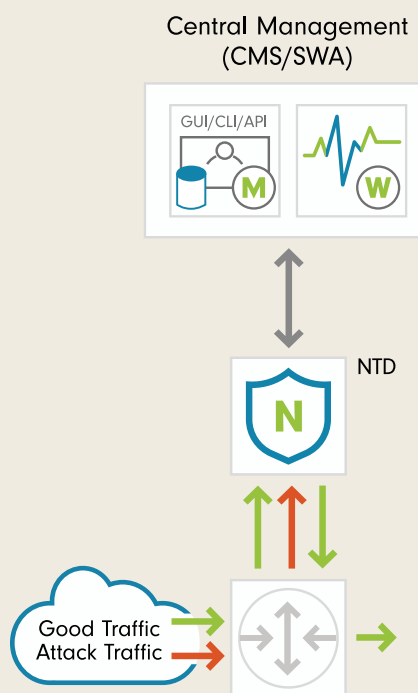 Central Management
(CMS/SWA)
GUI/CLI/API
M
W
NTD
N
Good Traffic
Attack Traffic